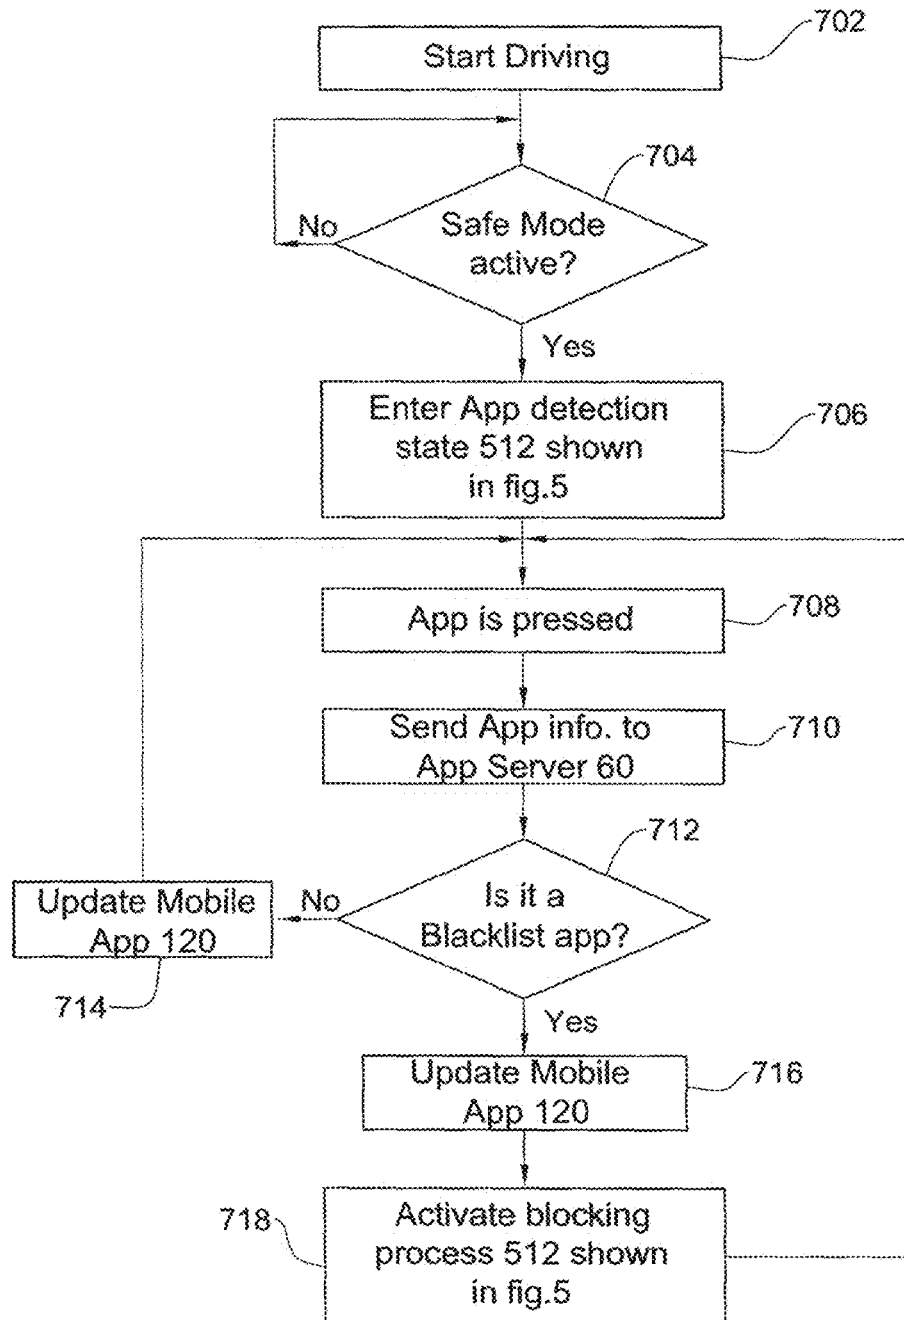 702
Start Driving
704
No
Safe Mode
active?
Yes
Enter App detection
state 512 shown
in fig.5
706
App is pressed
708
Send App info. to
App Server 60
710
712
Is it a
Blacklist app?
No
Update Mobile
App 120
714
Yes
Update Mobile
App 120
716
718
Activate blocking
process 512 shown
in fig.5